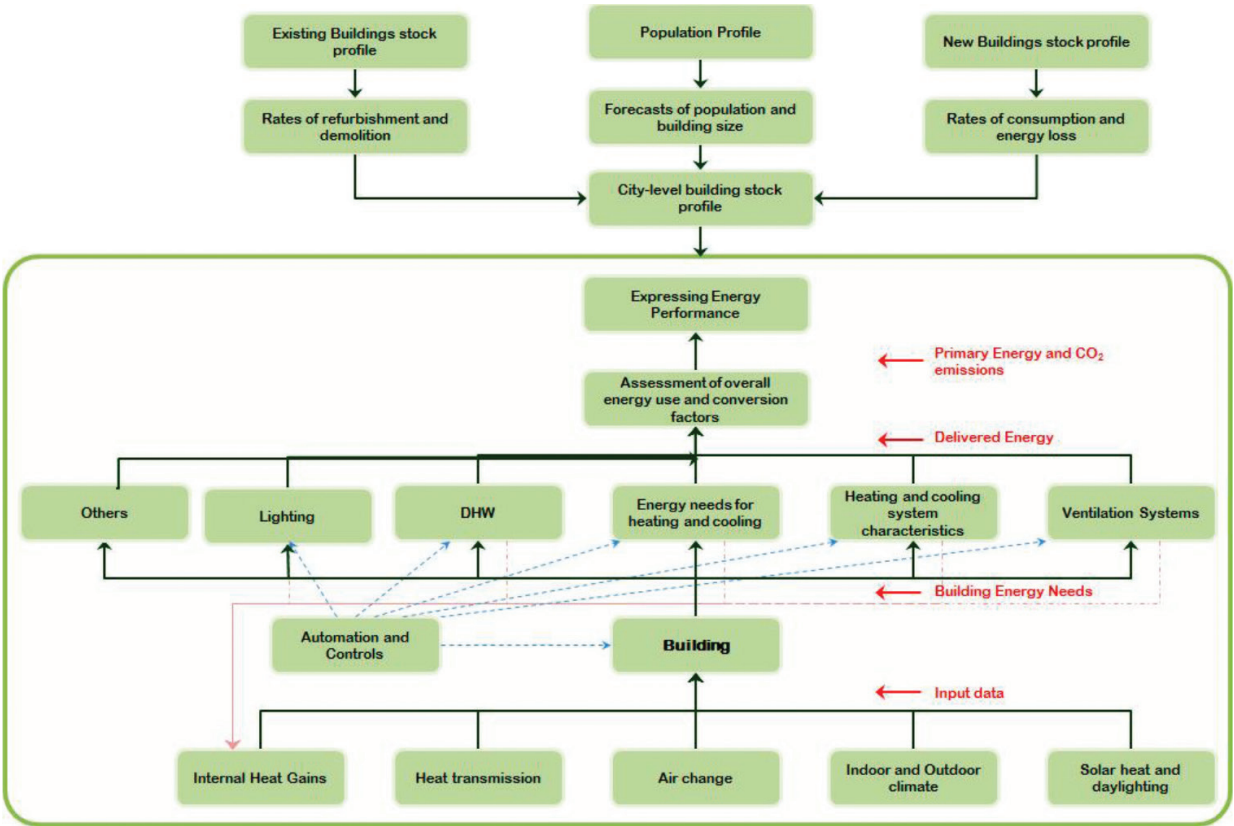 Existing Buildings stock
profile
Population Profile
New Buildings stock profile
Rates of refurbishment and
demolition
Forecasts of population and
building size
Rates of consumption and
energy loss
City-level building stock
profile
Expressing Energy
Performance
Primary Energy and CO₂
emissions
Assessment of overall
energy use and conversion
factors
Delivered Energy
Others
Lighting
DHW
Energy needs for
heating and cooling
Heating and cooling
system
characteristics
Ventilation Systems
Building Energy Needs
Automation and
Controls
Building
Input data
Internal Heat Gains
Heat transmission
Air change
Indoor and Outdoor
climate
Solar heat and
daylighting